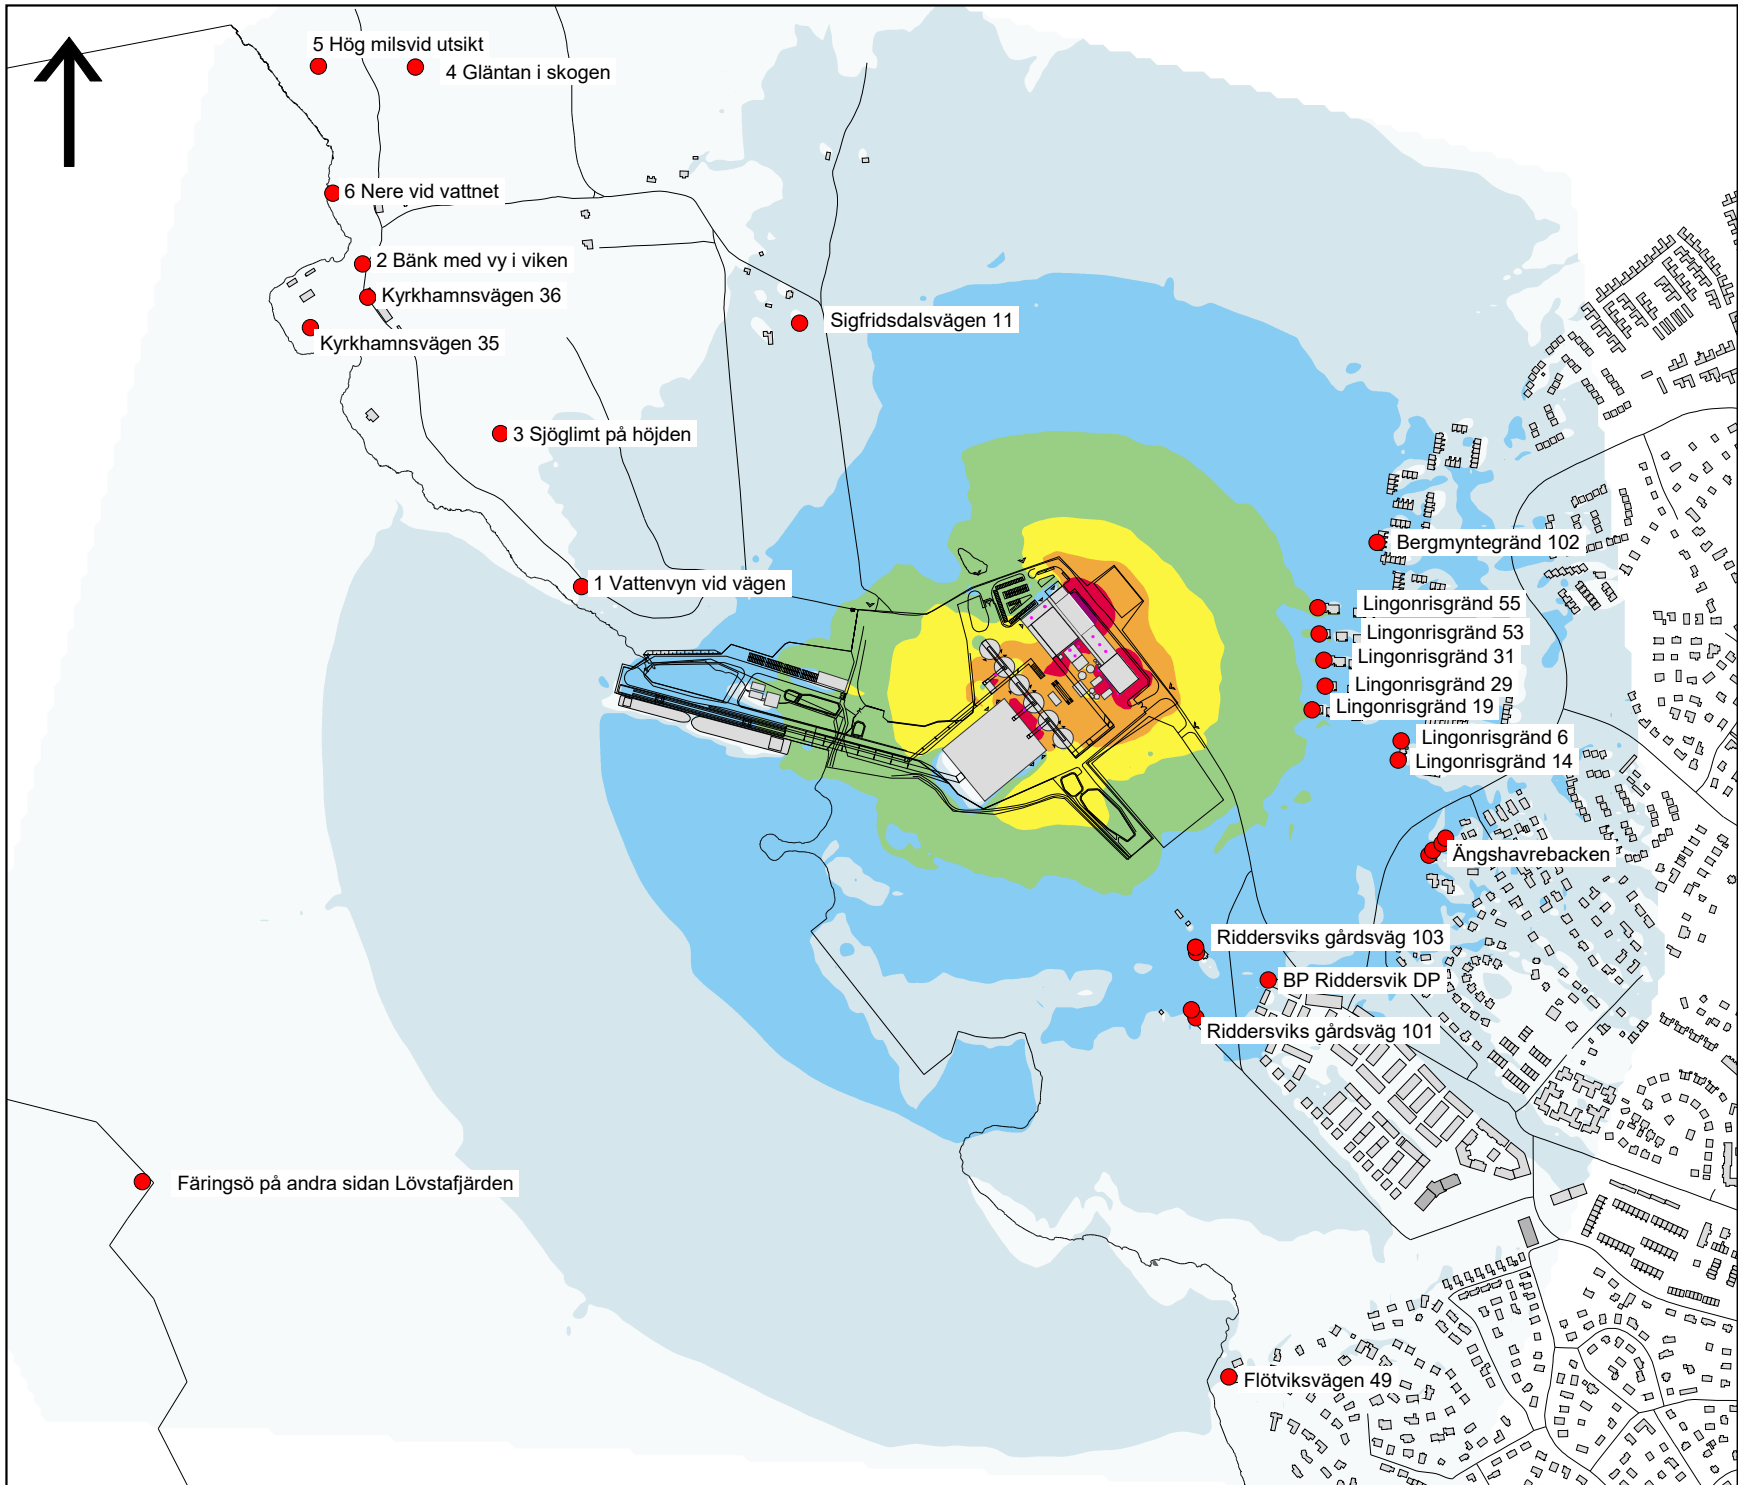 5 Hög milsvid utsikt
4 Gläntan i skogen
6 Nere vid vattnet
2 Bänk med vy i viken
Kyrkhamnsvägen 36
Sigfridsdalsvägen 11
Kyrkhamnsvägen 35
3 Sjöglimt på höjden
Bergmyntegränd 102
1 Vattenvyn vid vägen
Lingonrisgränd 55
Lingonrisgränd 53
Lingonrisgränd 31
Lingonrisgränd 29
Lingonrisgränd 19
Lingonrisgränd 6
Lingonrisgränd 14
Ängshavrebacken
Riddersviks gårdsväg 103
BP Riddersvik DP
Riddersviks gårdsväg 101
Färingsö på andra sidan Lövstafjärden
Flötviksvägen 49